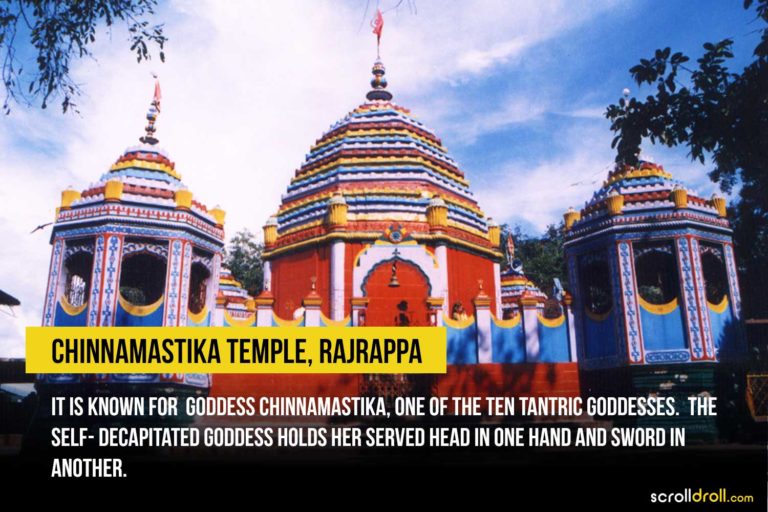 CHINNAMASTIKA TEMPLE, RAJRAPPA
IT IS KNOWN FOR GODDESS CHINNAMASTIKA, ONE OF THE TEN TANTRIC GODDESSES. THE
SELF- DECAPITATED GODDESS HOLDS HER SERVED HEAD IN ONE HAND AND SWORD IN
ANOTHER.
scrolldroll.com